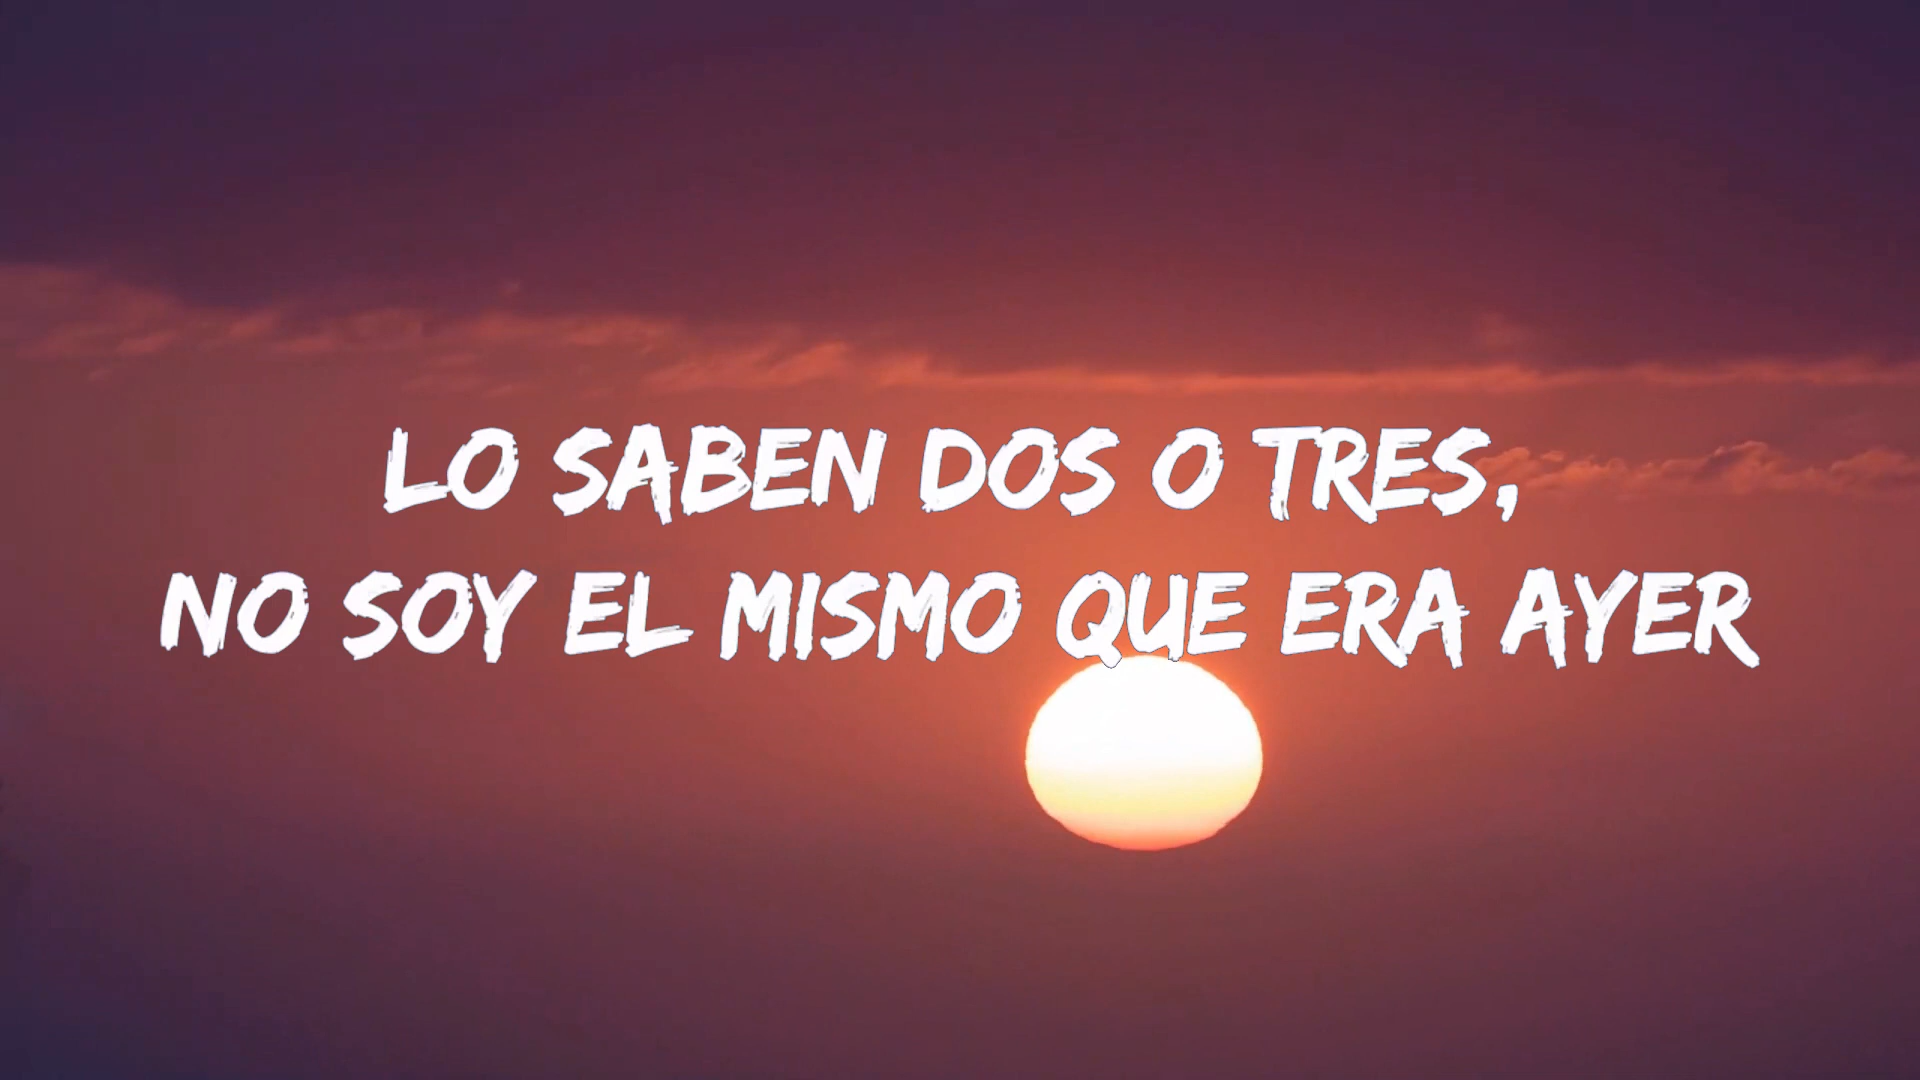 LO SABEN DOS O TRES,
NO SOY EL MISMO QUE ERA AYER